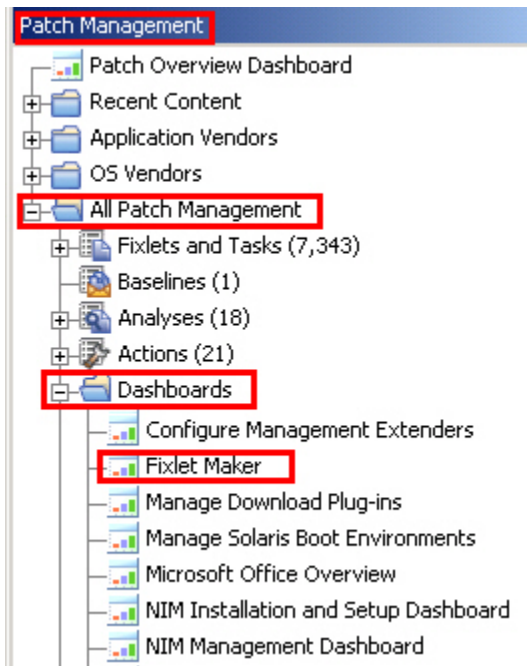 Patch Management
Patch Overview Dashboard
Recent Content
Application Vendors
OS Vendors
All Patch Management
Fixlets and Tasks (7,343)
Baselines (1)
Analyses (18)
Actions (21)
Dashboards
Configure Management Extenders
Fixlet Maker
Manage Download Plug-ins
Manage Solaris Boot Environments
Microsoft Office Overview
NIM Installation and Setup Dashboard
NIM Management Dashboard